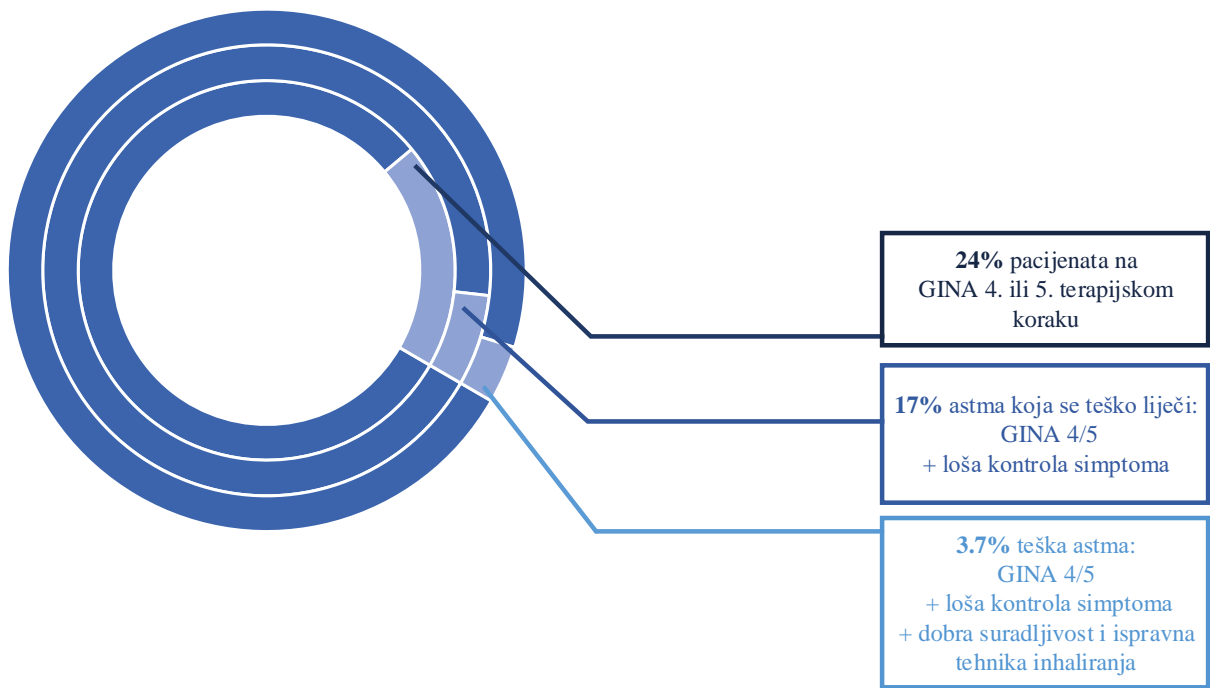 24% pacijenata na
GINA 4. ili 5. terapijskom
koraku
17% astma koja se teško liječi:
GINA 4/5
+ loša kontrola simptoma
3.7% teška astma:
GINA 4/5
+ loša kontrola simptoma
+ dobra suradljivost i ispravna
tehnika inhaliranja